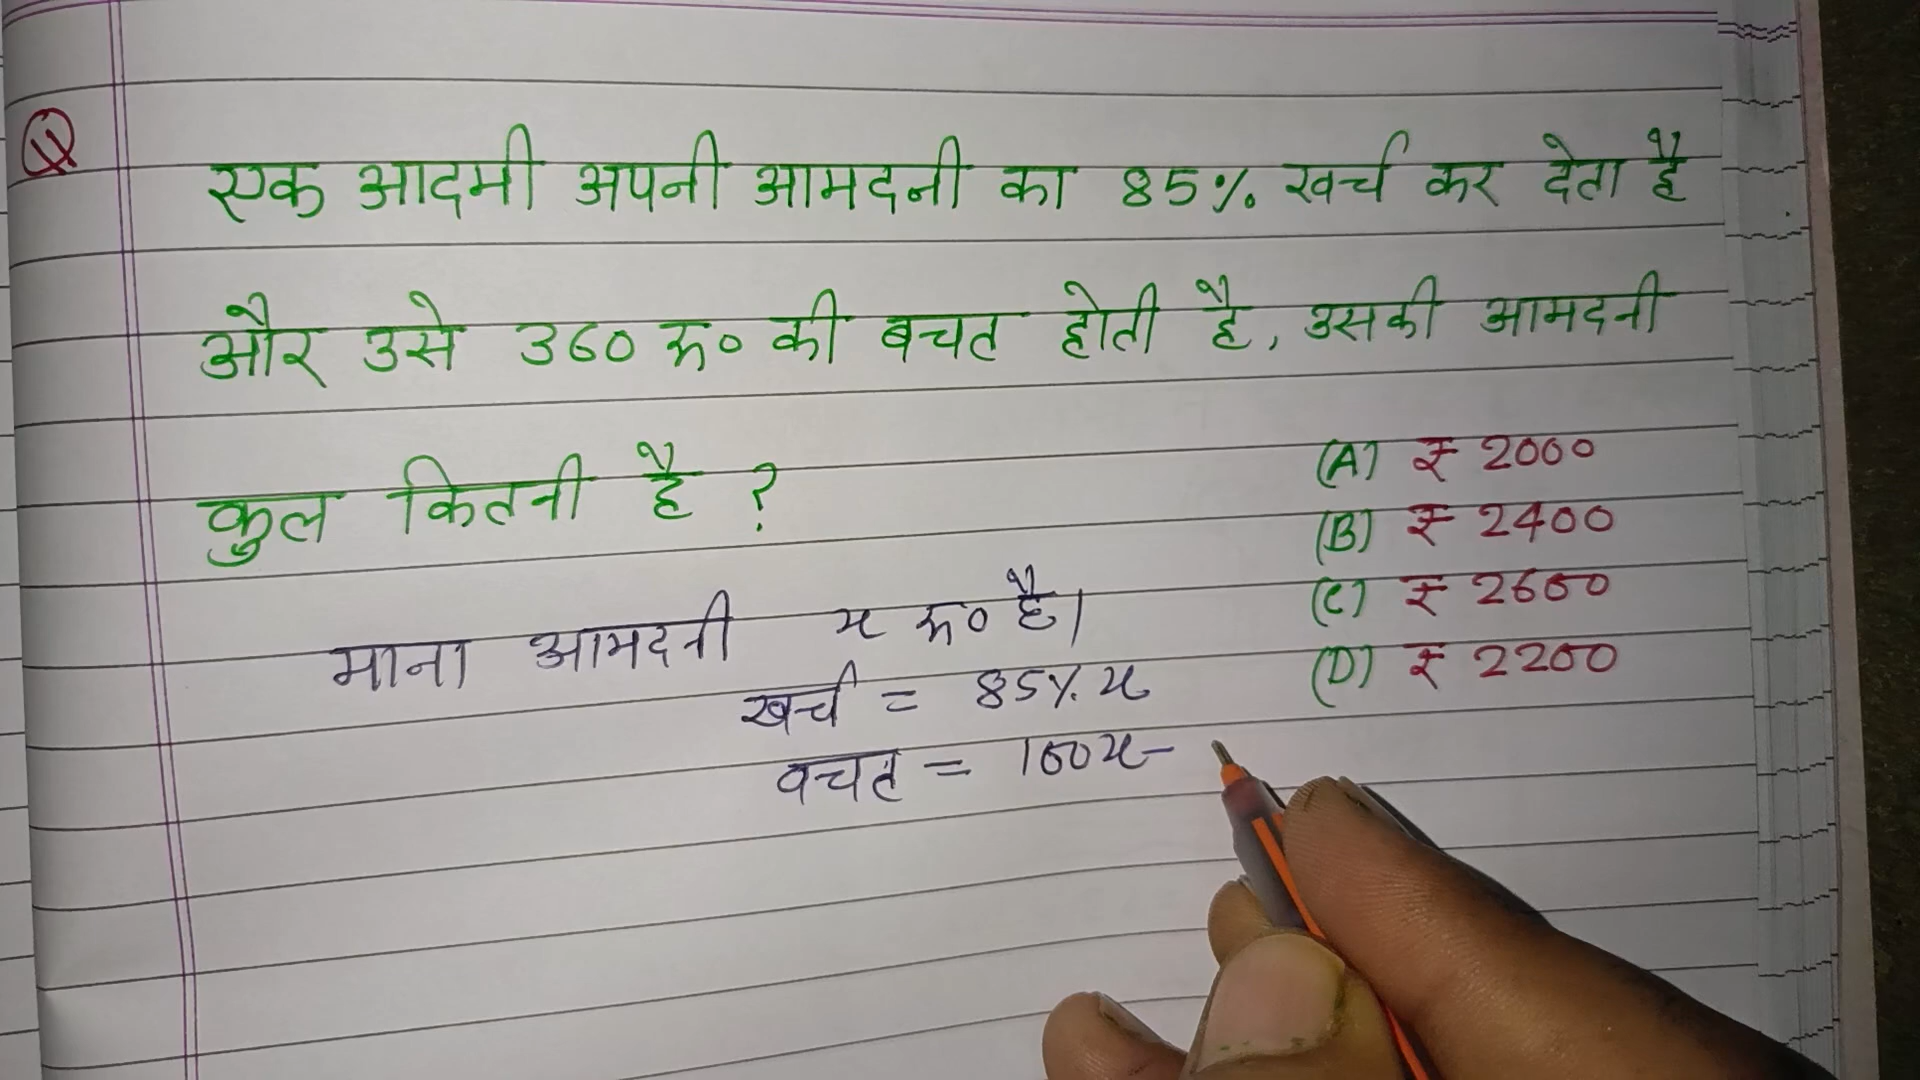 Q
एक आदमी अपनी आमदनी का 85% खर्च कर देता है
और उसे 360 रू० की बचत होती है, उसकी आमदनी
कुल कितनी है ?
(A) ₹ 2000
(B) ₹ 2400
(C) ₹ 2600
(D) ₹ 2200
माना आमदनी x रू० है।
खर्च = 85% x
बचत = 100x-